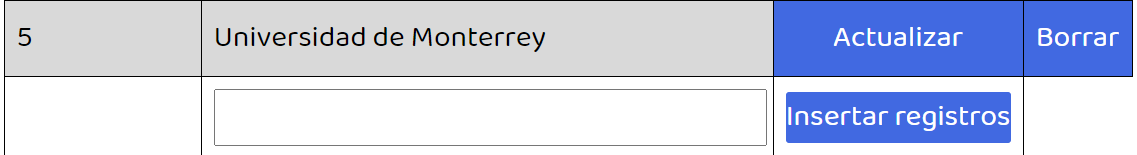 5 Universidad de Monterrey Actualizar Borrar
Insertar registros